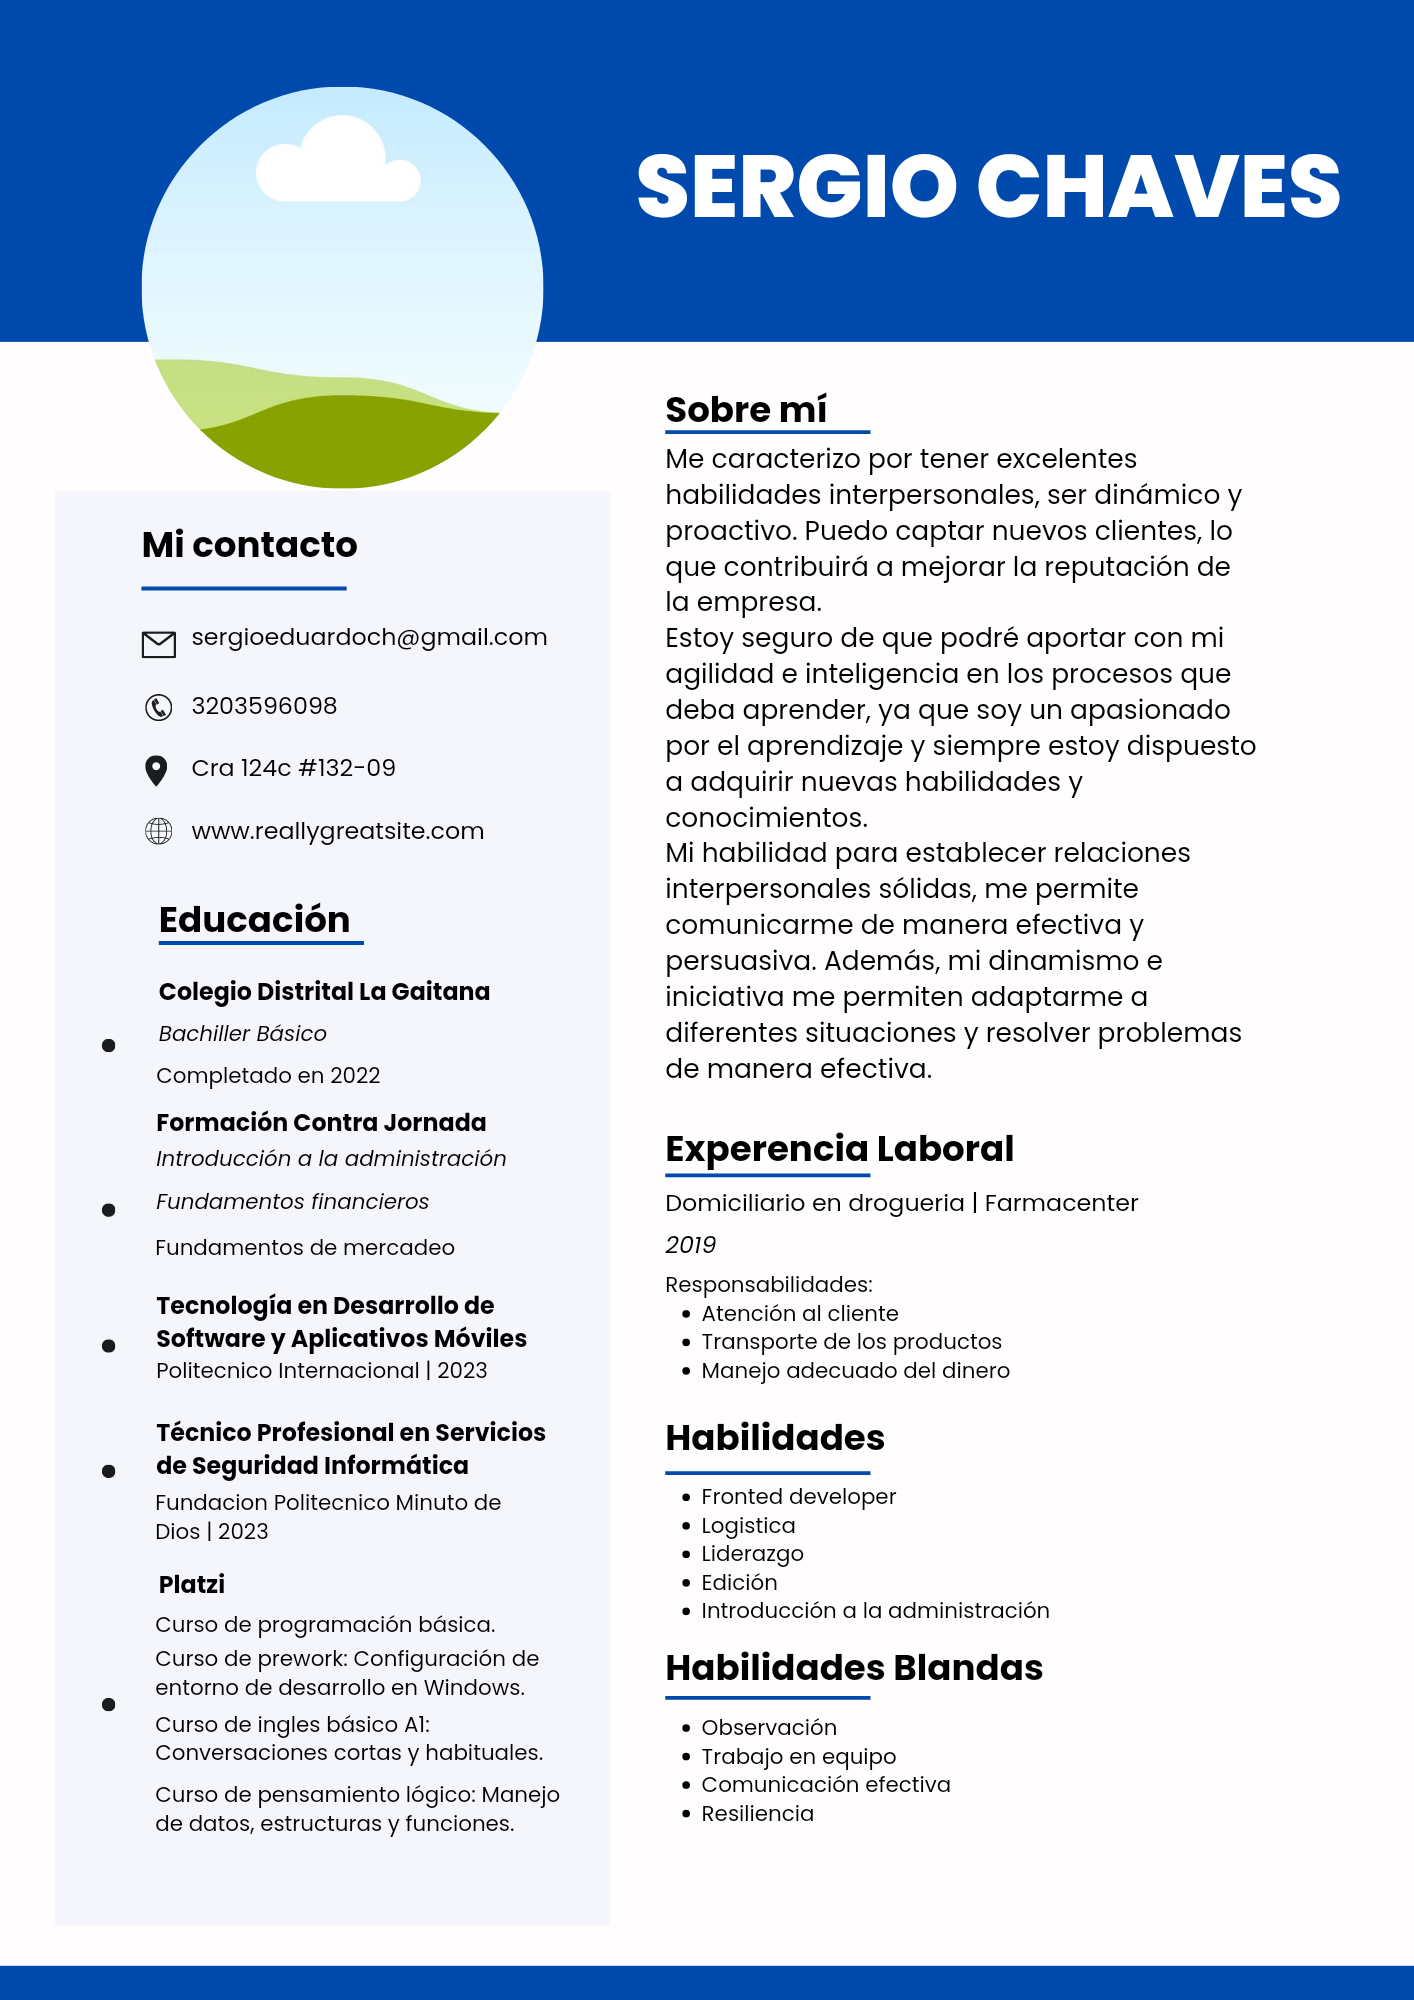 SERGIO CHAVES
Mi contacto
sergioeduardoch@gmail.com
3203596098
Cra 124c #132-09
www.reallygreatsite.com
Educación
Colegio Distrital La Gaitana
Bachiller Básico
Completado en 2022
Formación Contra Jornada
Introducción a la administración
Fundamentos financieros
Fundamentos de mercadeo
Tecnología en Desarrollo de
Software y Aplicativos Móviles
Politecnico Internacional | 2023
Técnico Profesional en Servicios
de Seguridad Informática
Fundacion Politecnico Minuto de
Dios | 2023
Platzi
Curso de programación básica.
Curso de prework: Configuración de
entorno de desarrollo en Windows.
Curso de ingles básico A1:
Conversaciones cortas y habituales.
Curso de pensamiento lógico: Manejo
de datos, estructuras y funciones.
Sobre mí
Me caracterizo por tener excelentes
habilidades interpersonales, ser dinámico y
proactivo. Puedo captar nuevos clientes, lo
que contribuirá a mejorar la reputación de
la empresa.
Estoy seguro de que podré aportar con mi
agilidad e inteligencia en los procesos que
deba aprender, ya que soy un apasionado
por el aprendizaje y siempre estoy dispuesto
a adquirir nuevas habilidades y
conocimientos.
Mi habilidad para establecer relaciones
interpersonales sólidas, me permite
comunicarme de manera efectiva y
persuasiva. Además, mi dinamismo e
iniciativa me permiten adaptarme a
diferentes situaciones y resolver problemas
de manera efectiva.
Experencia Laboral
Domiciliario en drogueria | Farmacenter
2019
Responsabilidades:
• Atención al cliente
• Transporte de los productos
• Manejo adecuado del dinero
Habilidades
• Fronted developer
• Logistica
• Liderazgo
• Edición
• Introducción a la administración
Habilidades Blandas
• Observación
• Trabajo en equipo
• Comunicación efectiva
• Resiliencia